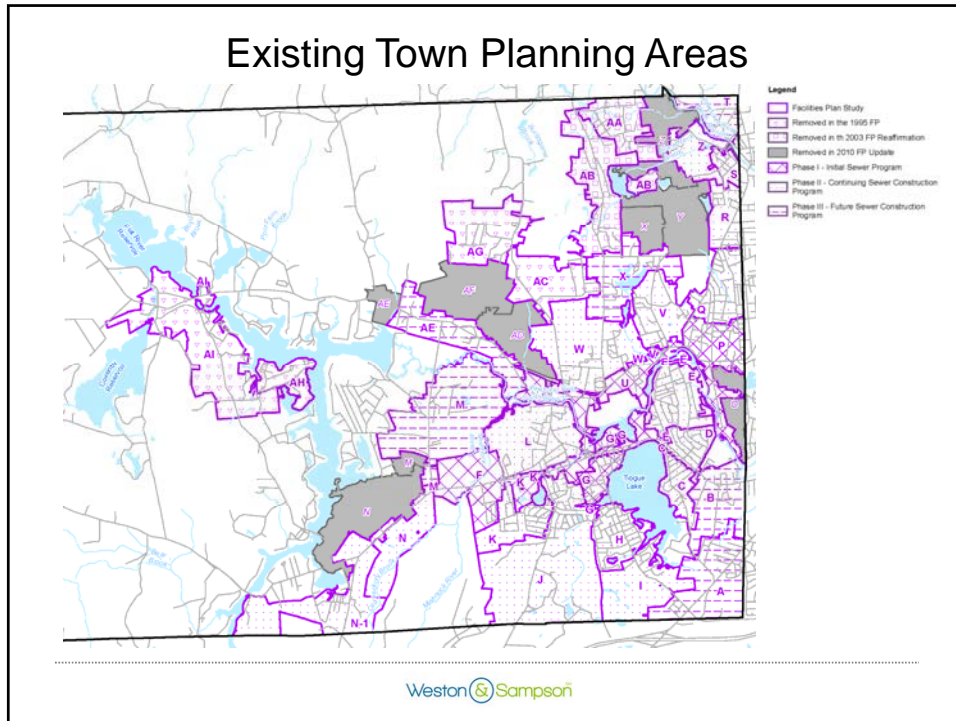 Existing Town Planning Areas
Legend
Facilities Plan Study
Removed in the 1995 FP
Removed in th 2003 FP Reaffirmation
Removed in 2010 FP Update
Phase I - Initial Sewer Program
Phase II - Continuing Sewer Construction
Program
Phase III - Future Sewer Construction
Program
T
AA
Z
S
AB
AB
R
X
Y
AG
AC
X
AF
AI
AE
AE
AD
V
Q
P
W
W
V
E
E
E
U
AI
AH
Coventry
Reservoir
M
L
G
G
E
C
D
D
M
M
F
K
K
G
G
Tiogue
Lake
C
B
N
N
K
H
J
I
A
N-1
Weston & Sampson